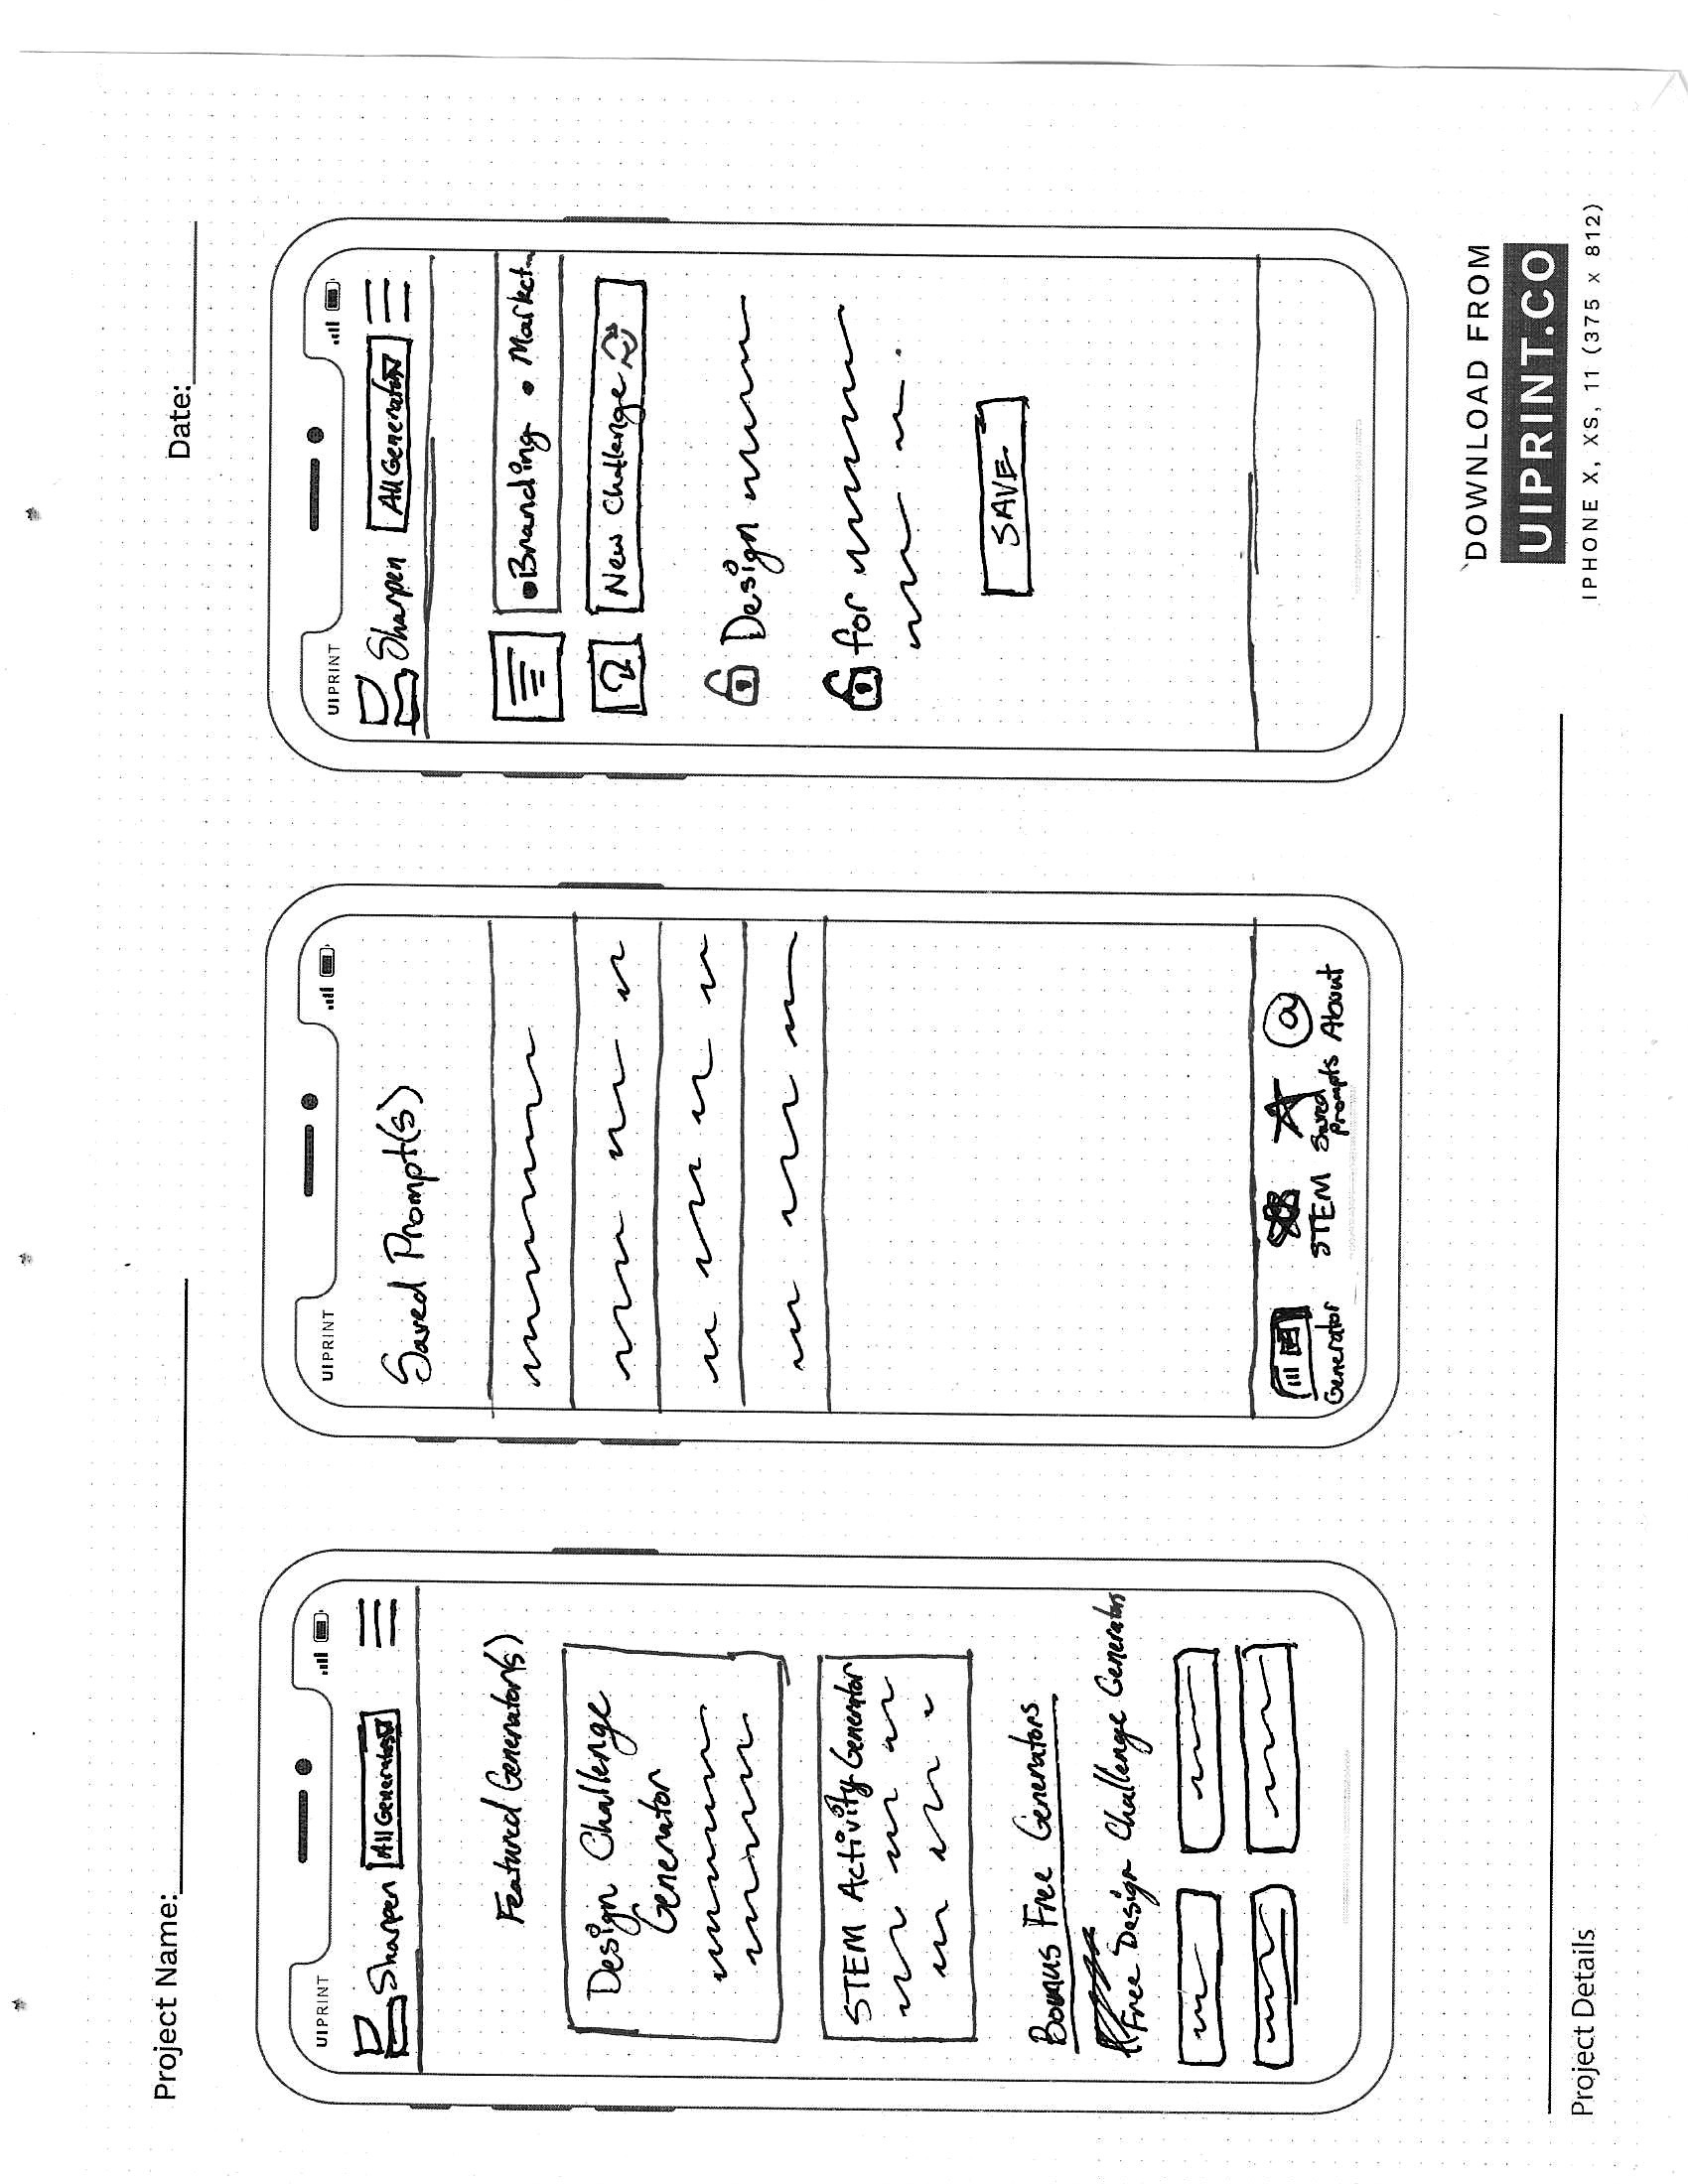 Project Name:
Date:
UIPRINT
Sharpen All Generators
Featured Generator(s)
Design Challenge
Generator
STEM Activity Generator
Bonus Free Generators
Free Design Challenge Generators
UIPRINT
Saved Prompt(s)
Generator
STEM
Saved
Prompts
About
UIPRINT
Sharpen All Generators
•Branding • Market...
New Challenge
Design
for
SAVE
DOWNLOAD FROM
UIPRINT.CO
IPHONE X, XS, 11 (375 x 812)
Project Details